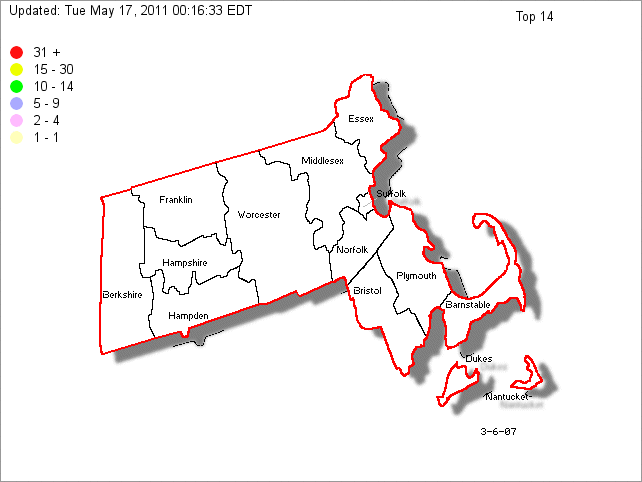 Updated: Tue May 17, 2011 00:16:33 EDT
Top 14
31 +
15 - 30
10 - 14
5 - 9
2 - 4
1 - 1
Essex
Middlesex
Suffolk
Franklin
Worcester
Norfolk
Hampshire
Plymouth
Berkshire
Bristol
Barnstable
Hampden
Dukes
Nantucket
3-6-07